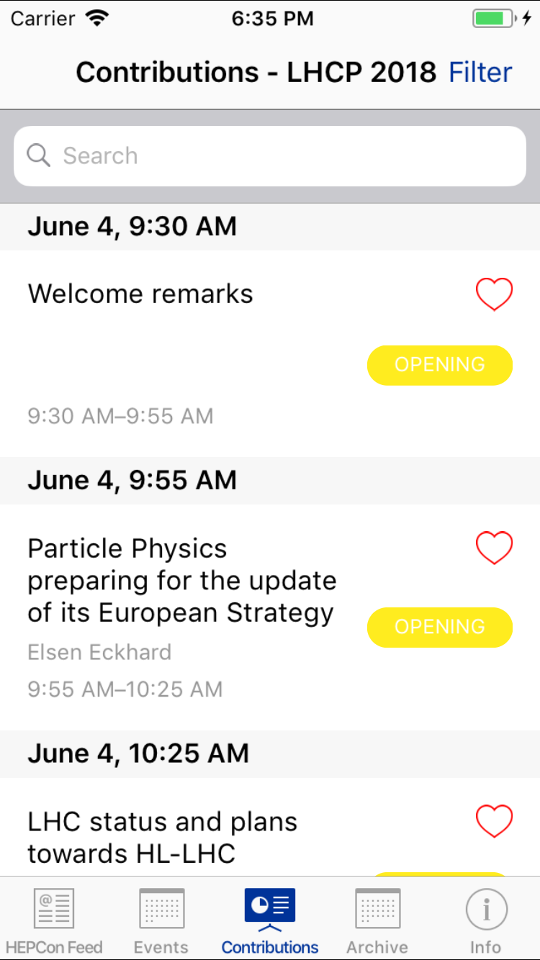 Carrier 6:35 PM
Contributions - LHCP 2018 Filter
Search
June 4, 9:30 AM
Welcome remarks
OPENING
9:30 AM–9:55 AM
June 4, 9:55 AM
Particle Physics
preparing for the update
of its European Strategy
OPENING
Elsen Eckhard
9:55 AM–10:25 AM
June 4, 10:25 AM
LHC status and plans
towards HL-LHC
HEPCon Feed Events Contributions Archive Info